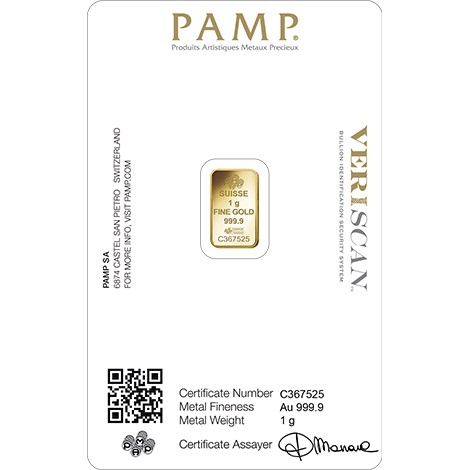 PAMP®
Produits Artistiques Métaux Précieux
PAMP SA
6874 CASTEL SAN PIETRO SWITZERLAND
FOR MORE INFO, VISIT PAMP.COM
SUISSE
1 g
FINE GOLD
999.9
C367525
VERISCAN
BULLION IDENTIFICATION SECURITY SYSTEM
Certificate Number C367525
Metal Fineness Au 999.9
Metal Weight 1 g
Certificate Assayer